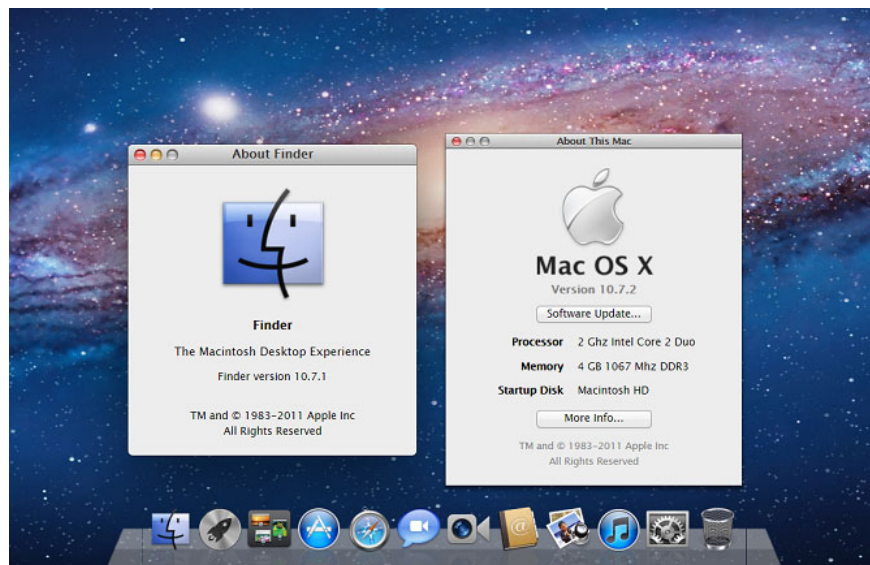 About Finder
Finder
The Macintosh Desktop Experience
Finder version 10.7.1
TM and © 1983-2011 Apple Inc
All Rights Reserved
About This Mac
Mac OS X
Version 10.7.2
Software Update...
Processor 2 Ghz Intel Core 2 Duo
Memory 4 GB 1067 Mhz DDR3
Startup Disk Macintosh HD
More Info...
TM and © 1983-2011 Apple Inc
All Rights Reserved